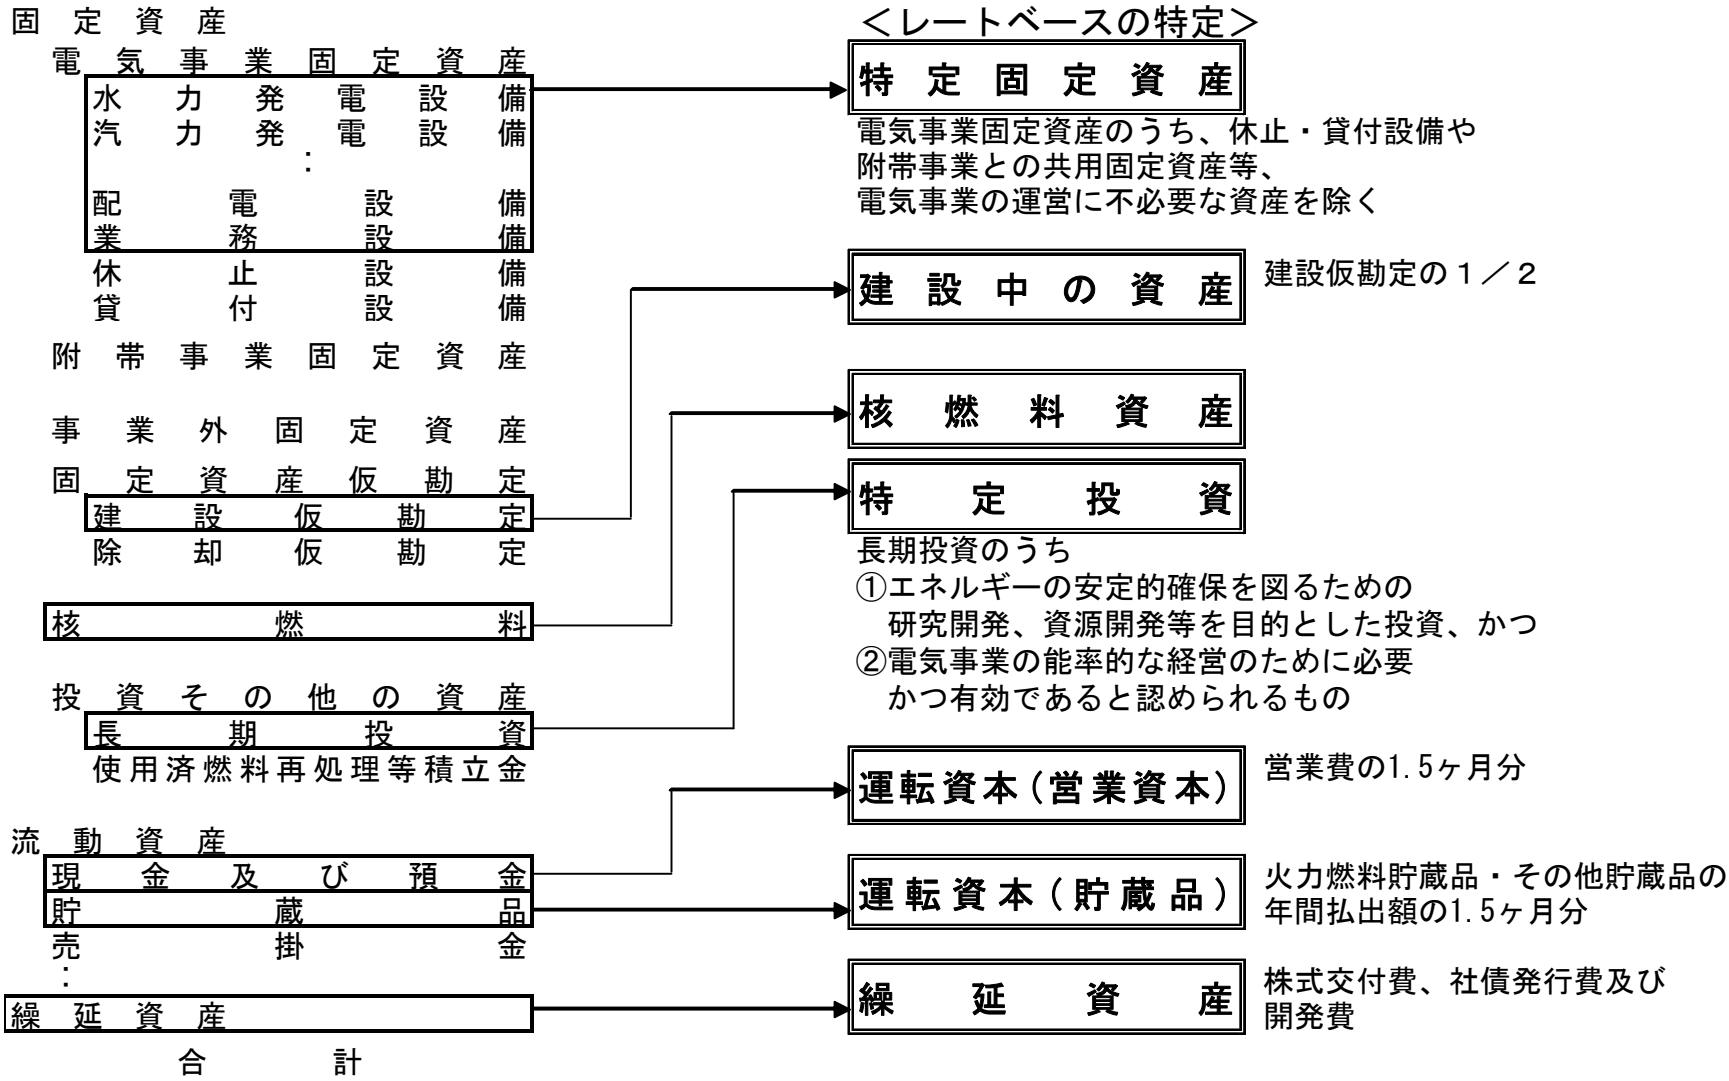 固定資産
電気事業固定資産
水力発電設備
汽力発電設備
：
配電設備
業務設備
休止設備
貸付設備
附帯事業固定資産
事業外固定資産
固定資産仮勘定
建設仮勘定
除却仮勘定
核燃料
投資その他の資産
長期投資
使用済燃料再処理等積立金
流動資産
現金及び預金
貯蔵品
売掛金
：
繰延資産
合計
＜レートベースの特定＞
特定固定資産
電気事業固定資産のうち、休止・貸付設備や
附帯事業との共用固定資産等、
電気事業の運営に不必要な資産を除く
建設中の資産
建設仮勘定の１／２
核燃料資産
特定投資
長期投資のうち
①エネルギーの安定的確保を図るための
研究開発、資源開発等を目的とした投資、かつ
②電気事業の能率的な経営のために必要
かつ有効であると認められるもの
運転資本（営業資本）
営業費の1.5ヶ月分
運転資本（貯蔵品）
火力燃料貯蔵品・その他貯蔵品の
年間払出額の1.5ヶ月分
繰延資産
株式交付費、社債発行費及び
開発費